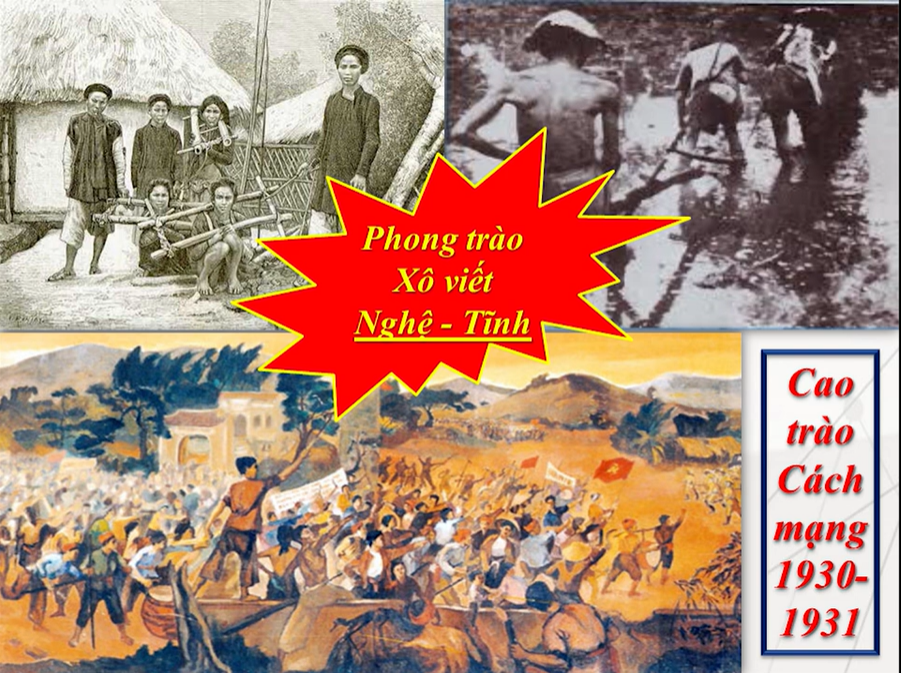 Phong trào
Xô viết
Nghệ - Tĩnh
Cao
trào
Cách
mạng
1930-
1931